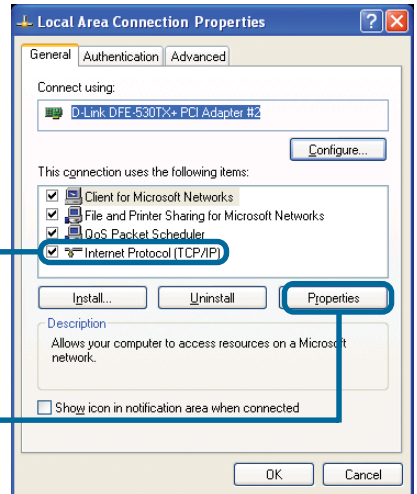 Local Area Connection Properties
General Authentication Advanced
Connect using:
D-Link DFE-530TX+ PCI Adapter #2
Configure...
This connection uses the following items:
Client for Microsoft Networks
File and Printer Sharing for Microsoft Networks
QoS Packet Scheduler
Internet Protocol (TCP/IP)
Install... Uninstall Properties
Description
Allows your computer to access resources on a Microsoft
network.
Show icon in notification area when connected
OK Cancel